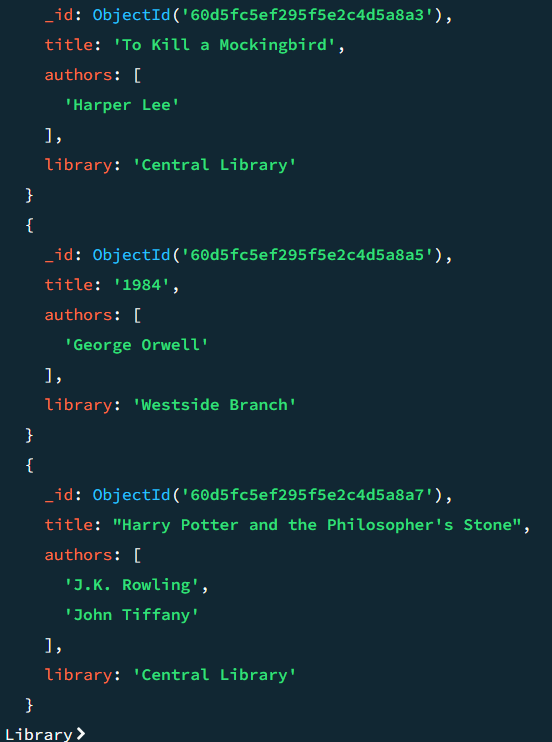 _id: ObjectId('60d5fc5ef295f5e2c4d5a8a3'),
title: 'To Kill a Mockingbird',
authors: [
'Harper Lee'
],
library: 'Central Library'
}
{
_id: ObjectId('60d5fc5ef295f5e2c4d5a8a5'),
title: '1984',
authors: [
'George Orwell'
],
library: 'Westside Branch'
}
{
_id: ObjectId('60d5fc5ef295f5e2c4d5a8a7'),
title: "Harry Potter and the Philosopher's Stone",
authors: [
'J.K. Rowling',
'John Tiffany'
],
library: 'Central Library'
}
Library>